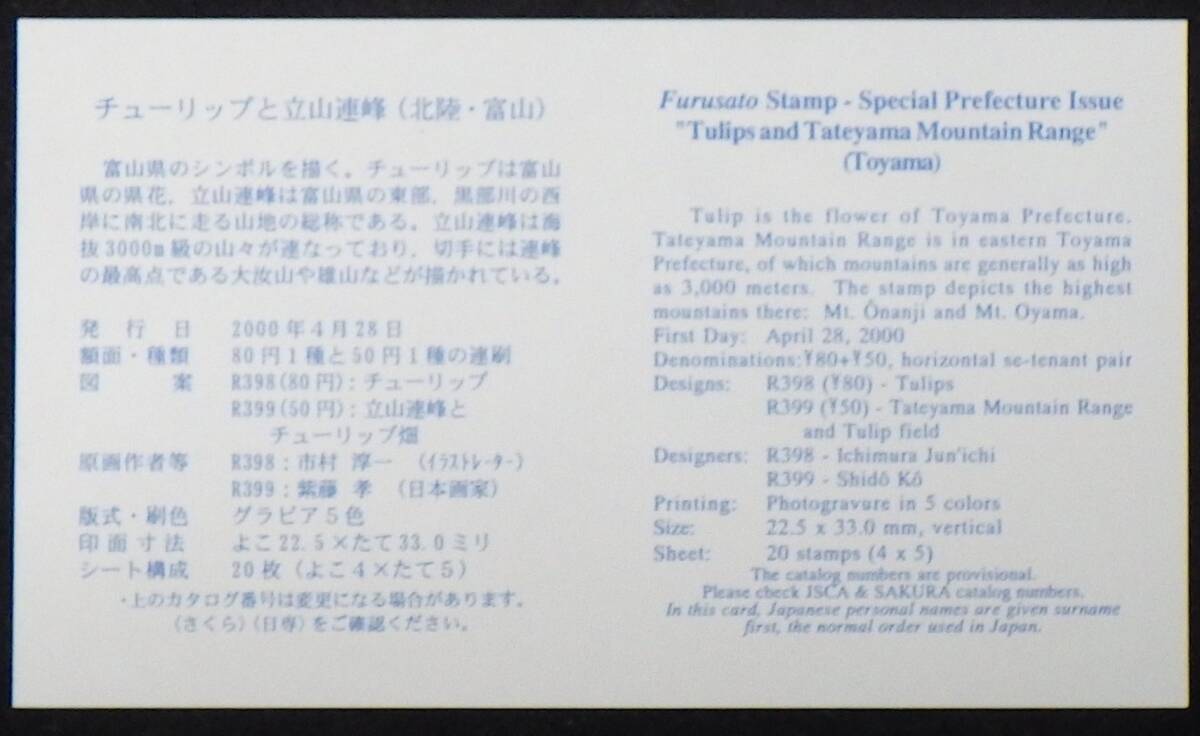 チューリップと立山連峰（北陸・富山）
富山県のシンボルを描く。チューリップは富山
県の県花，立山連峰は富山県の東部，黒部川の西
岸に南北に走る山地の総称である。立山連峰は海
抜3000m級の山々が連なっており，切手には連峰
の最高点である大汝山や雄山などが描かれている。
発行日 2000年4月28日
額面・種類 80円1種と50円1種の連刷
図案 R398(80円)：チューリップ
R399(50円)：立山連峰と
チューリップ畑
原画作者等 R398：市村 淳一 （ｲﾗｽﾄﾚｰﾀｰ）
R399：紫藤 孝 （日本画家）
版式・刷色 グラビア5色
印面寸法 よこ22.5×たて33.0ミリ
シート構成 20枚（よこ4×たて5）
・上のカタログ番号は変更になる場合があります。
（さくら）（日専）をご確認ください。
Furusato Stamp - Special Prefecture Issue
"Tulips and Tateyama Mountain Range"
(Toyama)
Tulip is the flower of Toyama Prefecture.
Tateyama Mountain Range is in eastern Toyama
Prefecture, of which mountains are generally as high
as 3,000 meters. The stamp depicts the highest
mountains there: Mt. Ônanji and Mt. Oyama.
First Day: April 28, 2000
Denominations:¥80+¥50, horizontal se-tenant pair
Designs: R398 (¥80) - Tulips
R399 (¥50) - Tateyama Mountain Range
and Tulip field
Designers: R398 - Ichimura Jun'ichi
R399 - Shidô Kô
Printing: Photogravure in 5 colors
Size: 22.5 x 33.0 mm, vertical
Sheet: 20 stamps (4 x 5)
The catalog numbers are provisional.
Please check JSCA & SAKURA catalog numbers.
In this card, Japanese personal names are given surname
first, the normal order used in Japan.